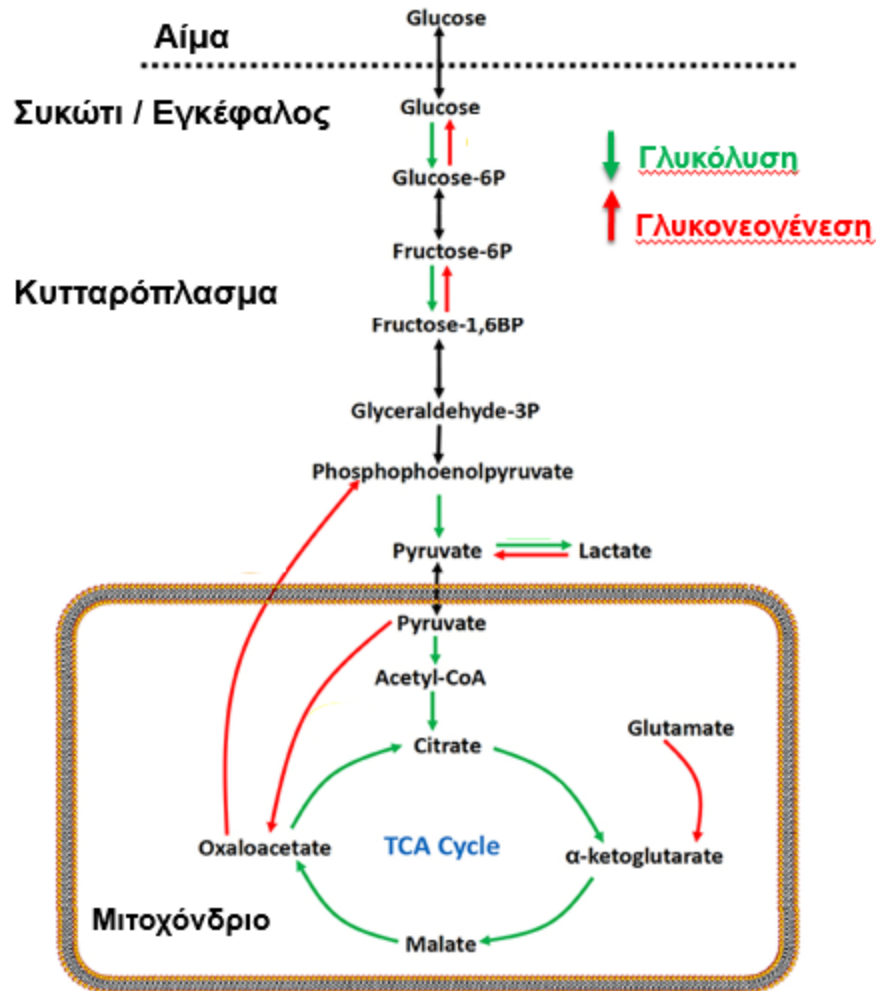 Glucose
Αίμα
Glucose
Συκώτι / Εγκέφαλος
Γλυκόλυση
Glucose-6P
Γλυκονεογένεση
Fructose-6P
Κυτταρόπλασμα
Fructose-1,6BP
Glyceraldehyde-3P
Phosphophoenolpyruvate
Pyruvate
Lactate
Pyruvate
Acetyl-CoA
Glutamate
Citrate
Oxaloacetate
TCA Cycle
α-ketoglutarate
Μιτοχόνδριο
Malate